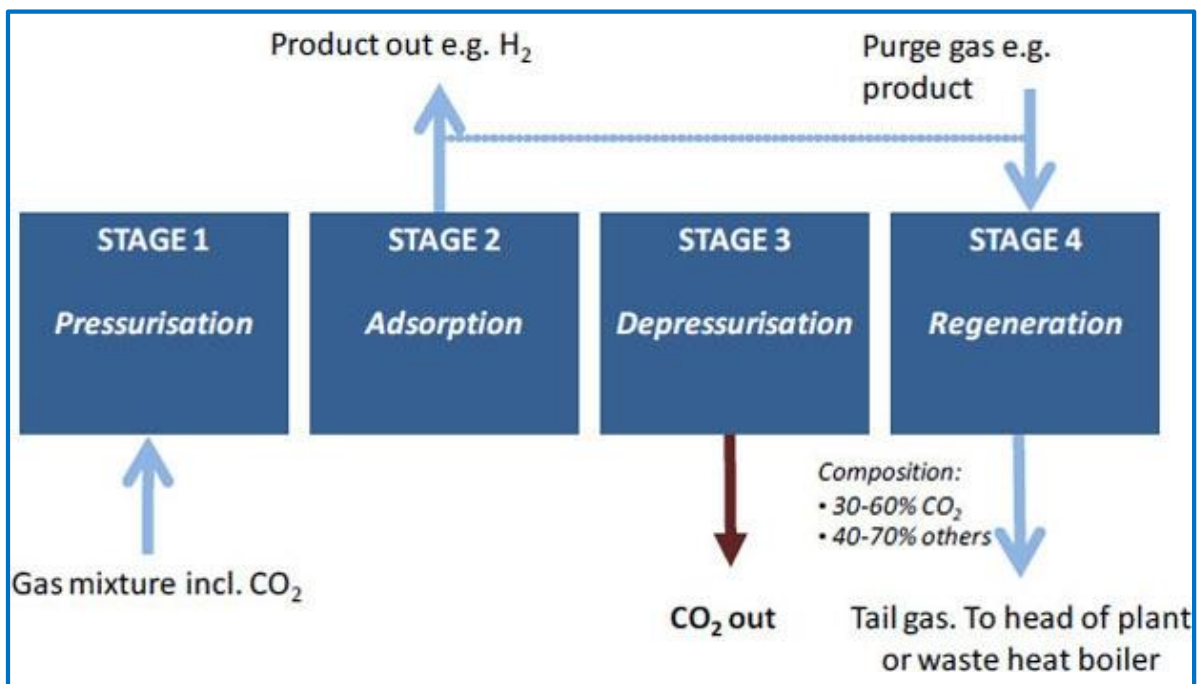 Product out e.g. H₂
Purge gas e.g.
product
STAGE 1
Pressurisation
STAGE 2
Adsorption
STAGE 3
Depressurisation
STAGE 4
Regeneration
Gas mixture incl. CO₂
CO₂ out
Composition:
• 30-60% CO₂
• 40-70% others
Tail gas. To head of plant
or waste heat boiler